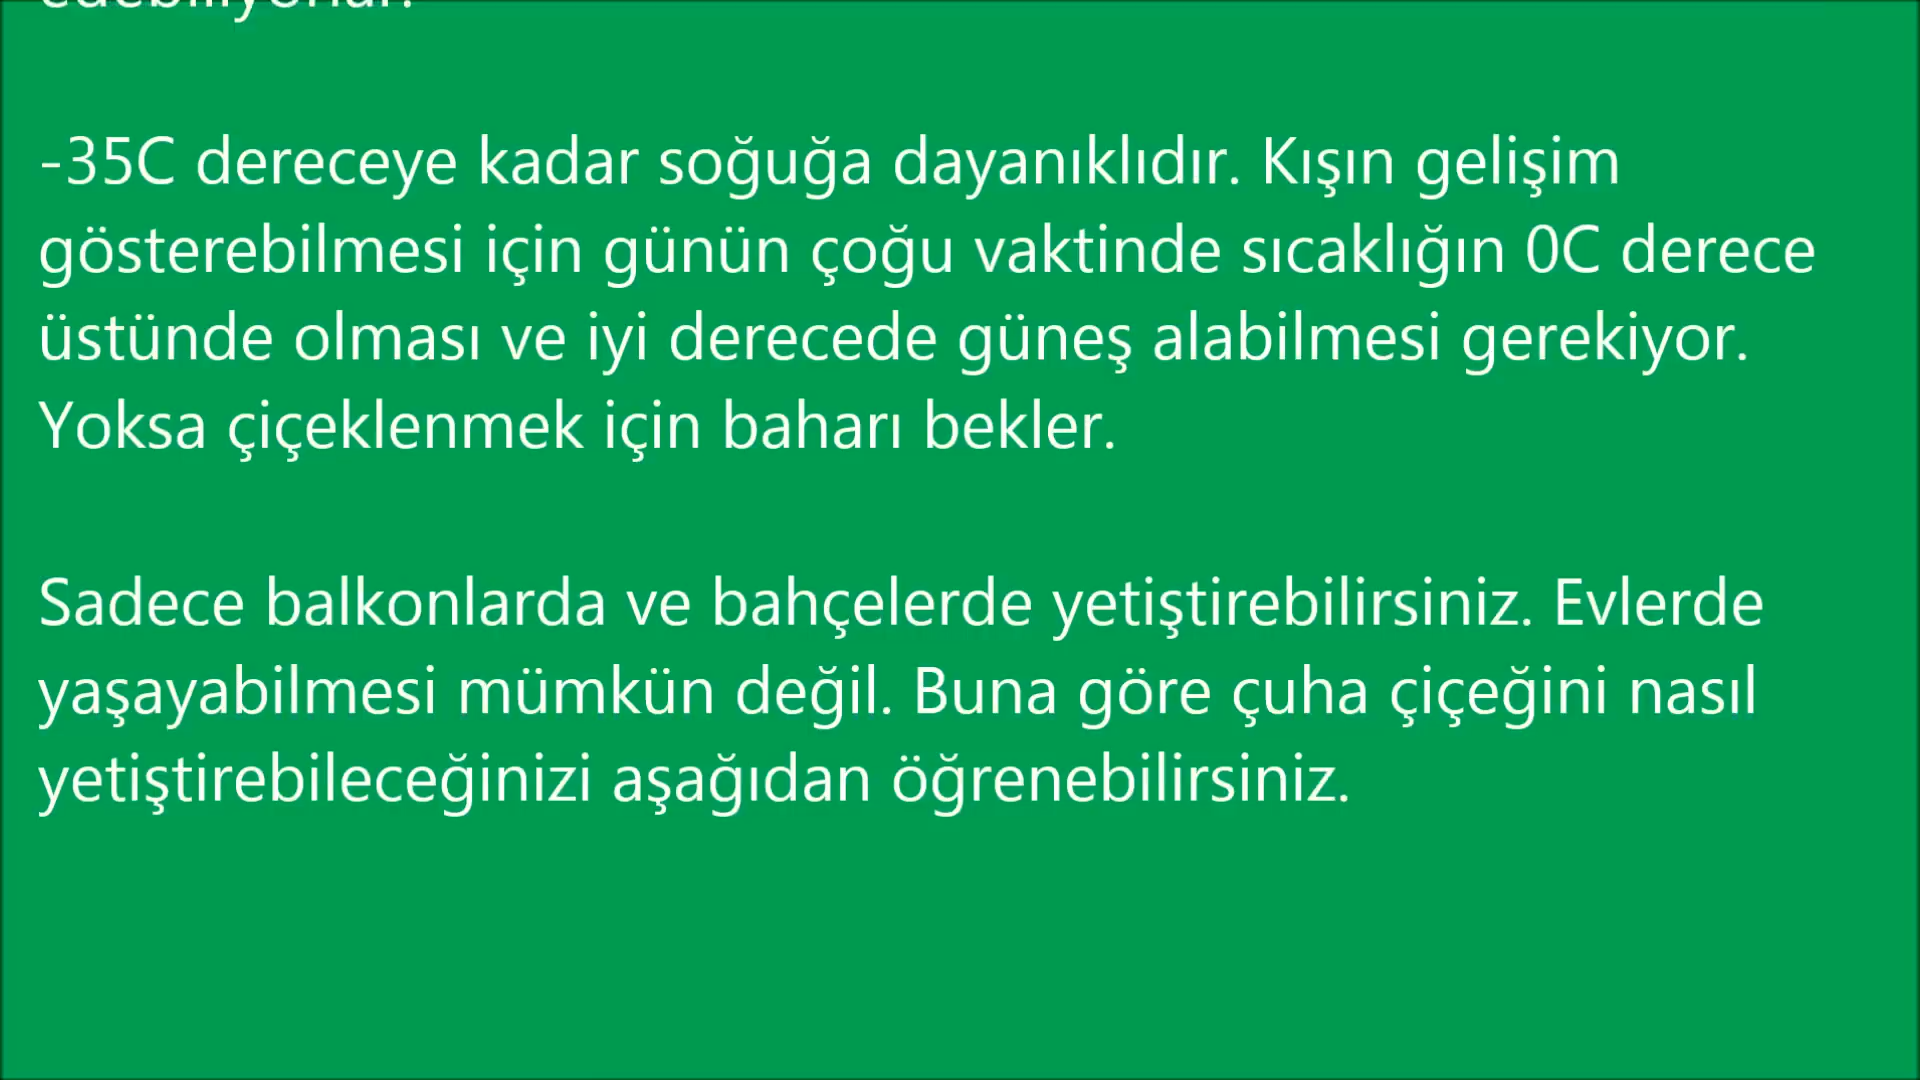 edebiliyorlar.
-35C dereceye kadar soğuğa dayanıklıdır. Kışın gelişim
gösterebilmesi için günün çoğu vaktinde sıcaklığın 0C derece
üstünde olması ve iyi derecede güneş alabilmesi gerekiyor.
Yoksa çiçeklenmek için baharı bekler.
Sadece balkonlarda ve bahçelerde yetiştirebilirsiniz. Evlerde
yaşayabilmesi mümkün değil. Buna göre çuha çiçeğini nasıl
yetiştirebileceğinizi aşağıdan öğrenebilirsiniz.